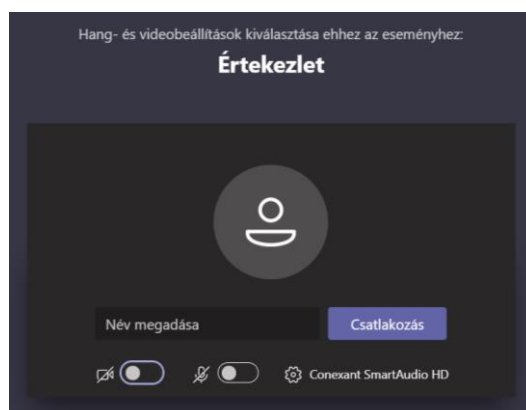 Hang- és videobeállítások kiválasztása ehhez az eseményhez:
Értekezlet
Név megadása
Csatlakozás
Conexant SmartAudio HD